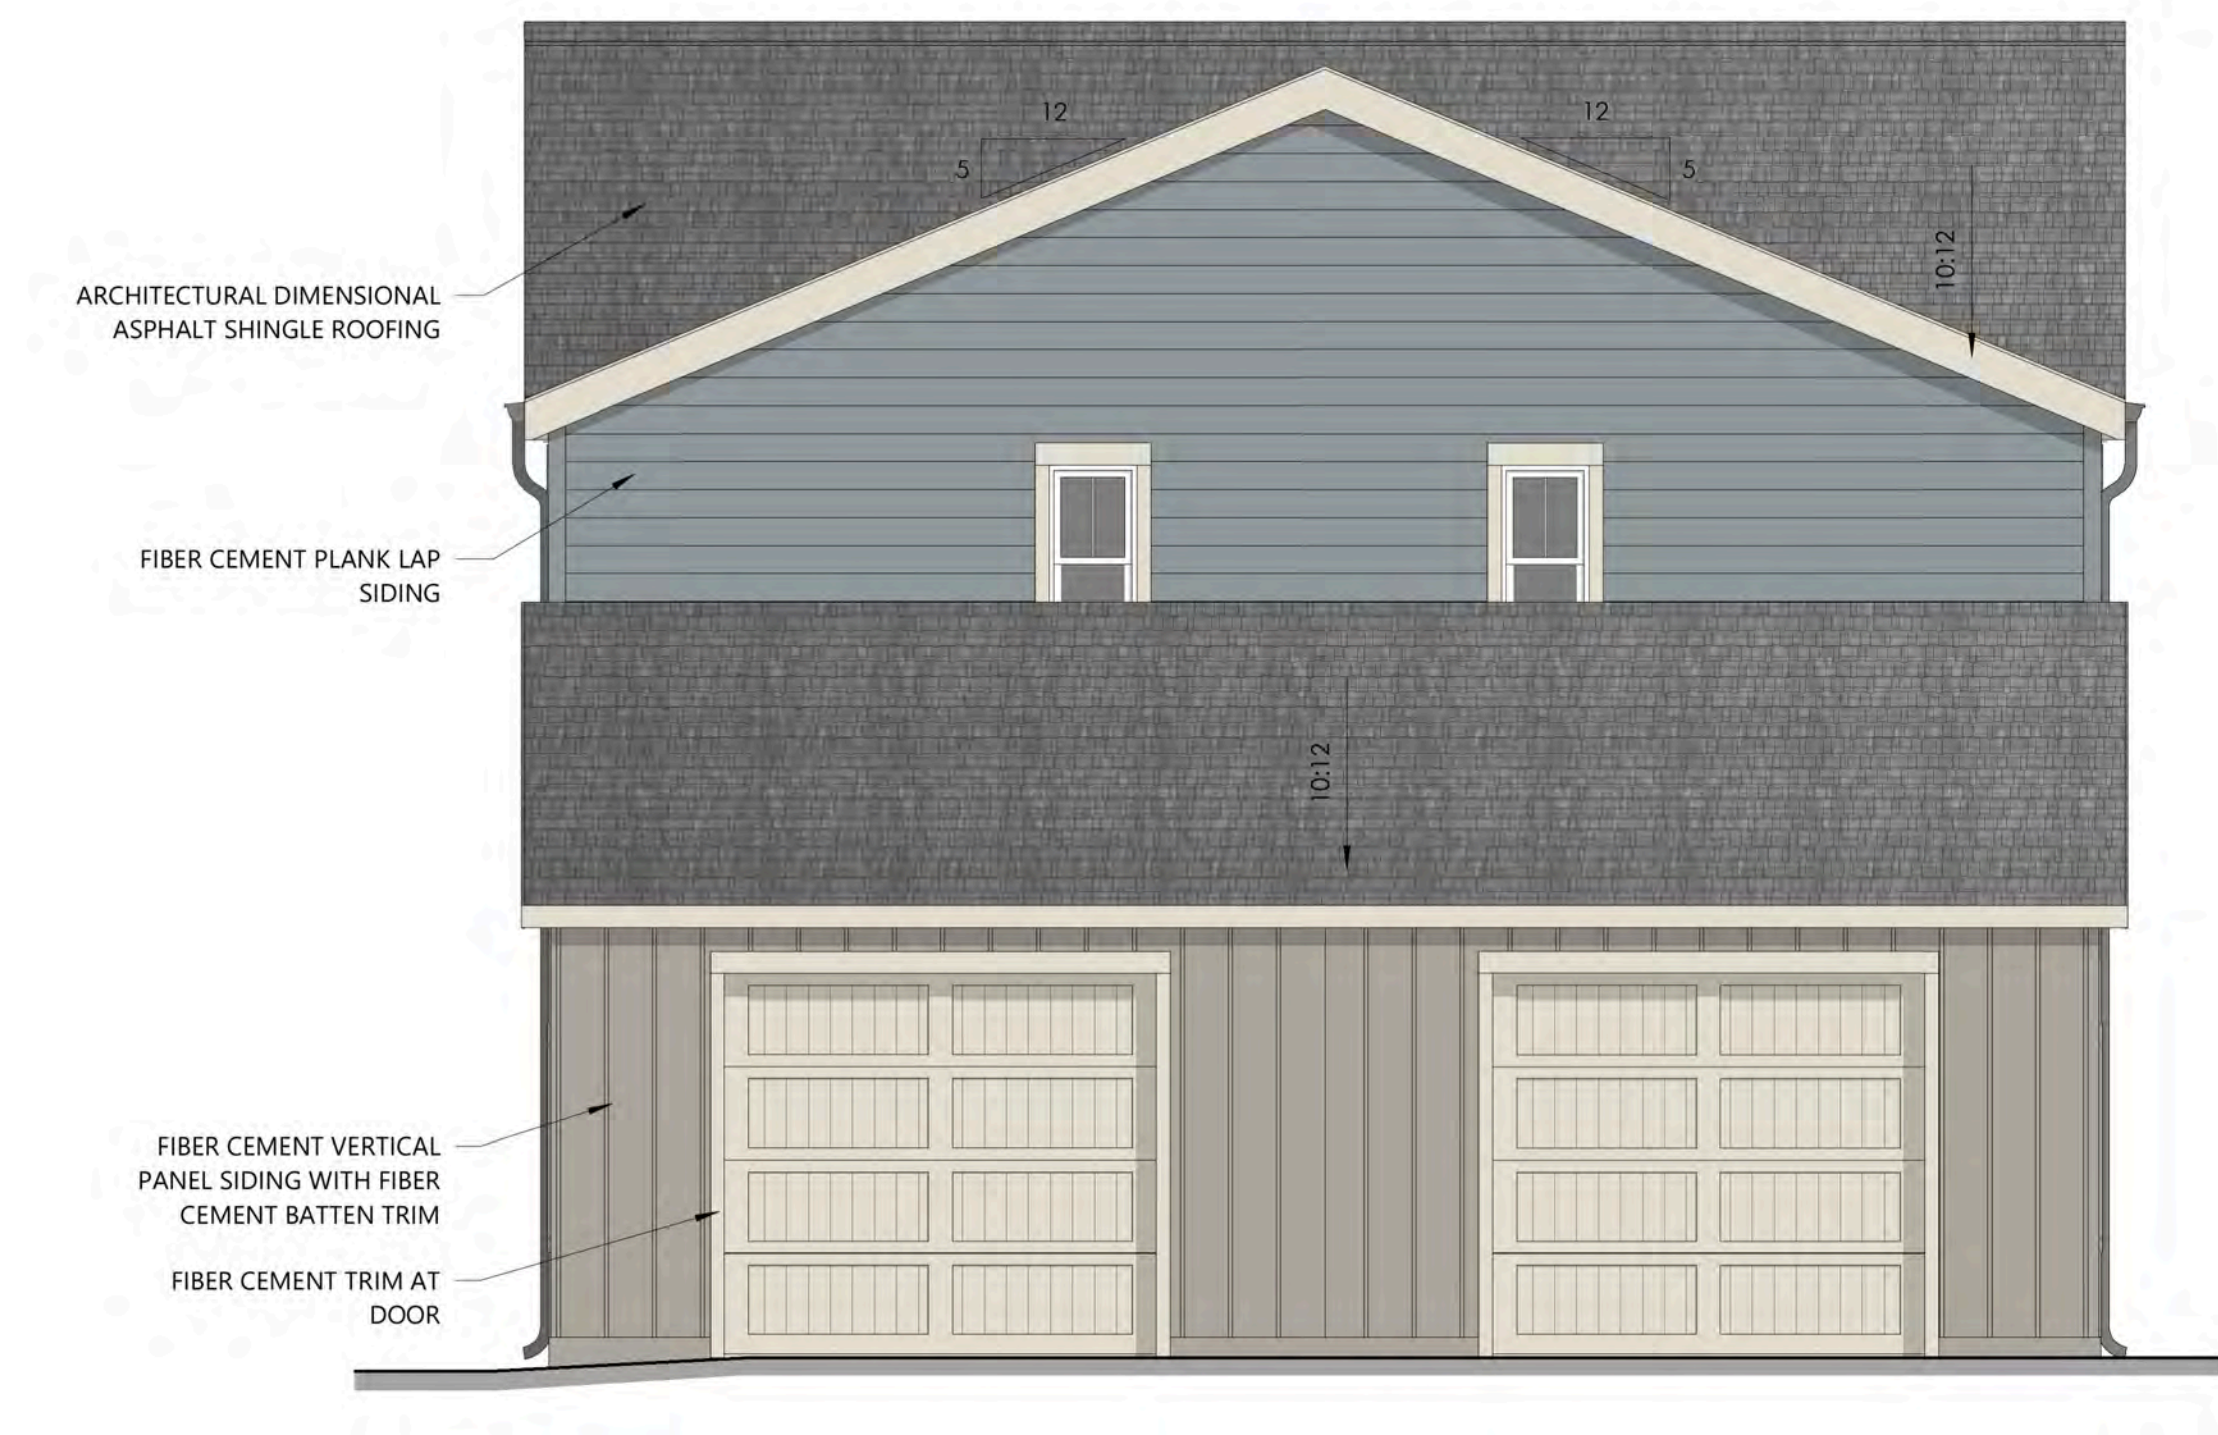 12
12
5
5
10:12
ARCHITECTURAL DIMENSIONAL
ASPHALT SHINGLE ROOFING
FIBER CEMENT PLANK LAP
SIDING
10:12
FIBER CEMENT VERTICAL
PANEL SIDING WITH FIBER
CEMENT BATTEN TRIM
FIBER CEMENT TRIM AT
DOOR